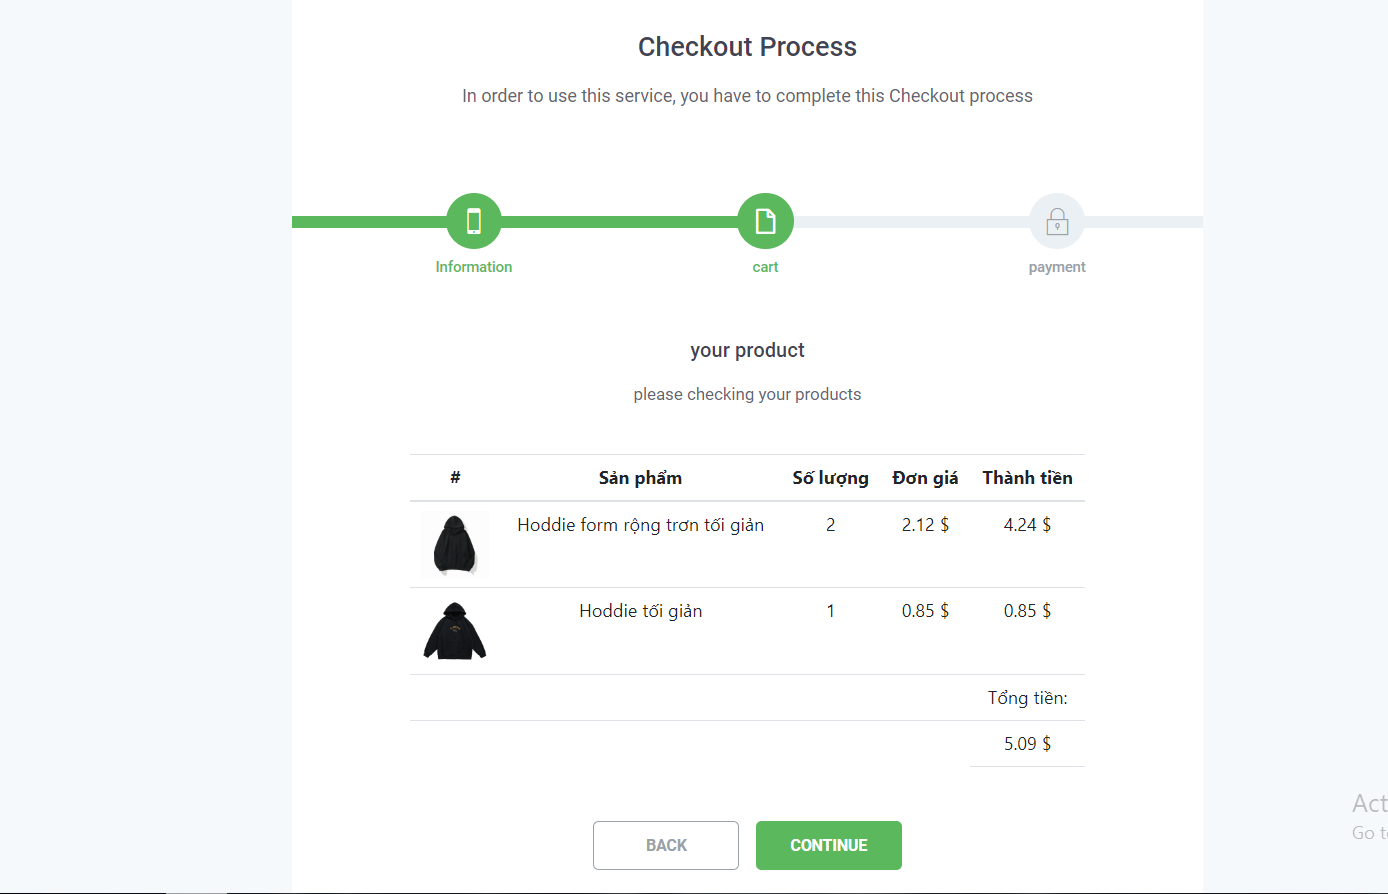 Checkout Process
In order to use this service, you have to complete this Checkout process
Information cart payment
your product
please checking your products
# Sản phẩm Số lượng Đơn giá Thành tiền
Hoddie form rộng trơn tối giản 2 2.12 $ 4.24 $
Hoddie tối giản 1 0.85 $ 0.85 $
Tổng tiền:
5.09 $
Act
Go t
BACK CONTINUE